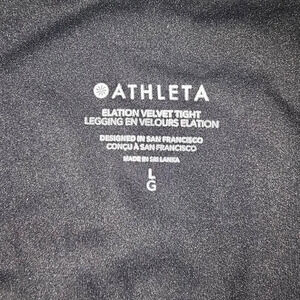 ATHLETA
ELATION VELVET TIGHT
LEGGING EN VELOURS ELATION
DESIGNED IN SAN FRANCISCO
CONÇU À SAN FRANCISCO
MADE IN SRI LANKA
L
G